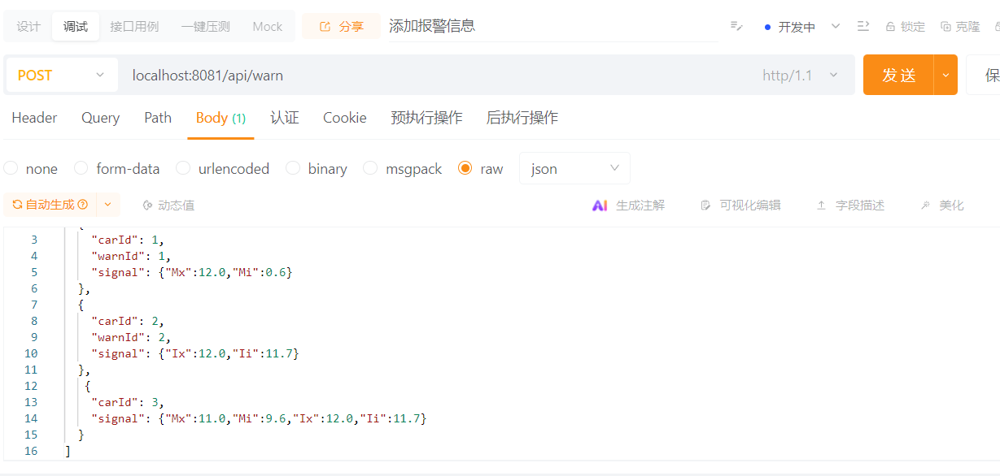 设计 调试 接口用例 一键压测 Mock 分享 添加报警信息 开发中 锁定 克隆
POST localhost:8081/api/warn http/1.1 发送 保
Header Query Path Body (1) 认证 Cookie 预执行操作 后执行操作
none form-data urlencoded binary msgpack raw json
自动生成 动态值 AI 生成注解 可视化编辑 字段描述 美化
3 "carId": 1,
4 "warnId": 1,
5 "signal": {"Mx":12.0,"Mi":0.6}
6 },
7 {
8 "carId": 2,
9 "warnId": 2,
10 "signal": {"Ix":12.0,"Ii":11.7}
11 },
12 {
13 "carId": 3,
14 "signal": {"Mx":11.0,"Mi":9.6,"Ix":12.0,"Ii":11.7}
15 }
16 ]